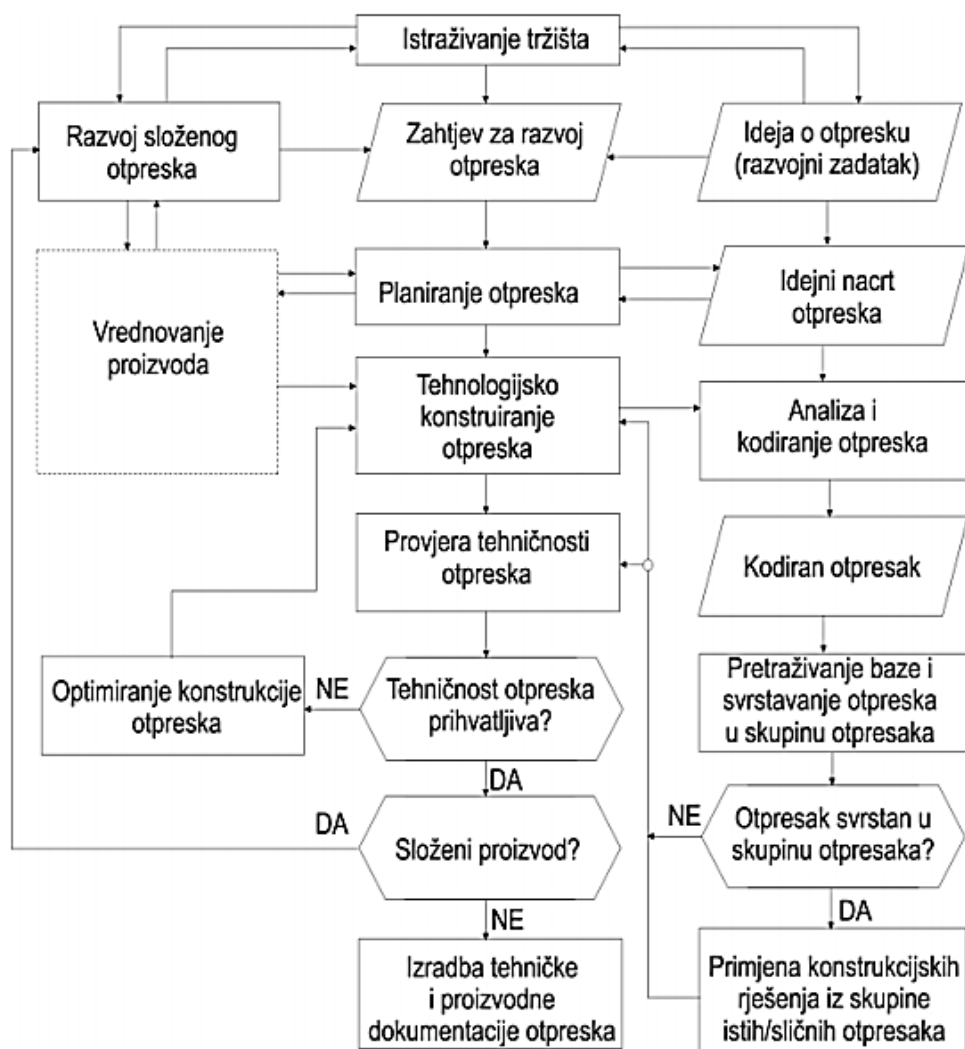 Istraživanje tržišta
Razvoj složenog
otpreska
Zahtjev za razvoj
otpreska
Ideja o otpresku
(razvojni zadatak)
Vrednovanje
proizvoda
Planiranje otpreska
Idejni nacrt
otpreska
Tehnologijsko
konstruiranje
otpreska
Analiza i
kodiranje otpreska
Provjera tehničnosti
otpreska
Kodiran otpresak
Optimiranje konstrukcije
otpreska
NE
Tehničnost otpreska
prihvatljiva?
Pretraživanje baze i
svrstavanje otpreska
u skupinu otpresaka
DA
DA
Složeni proizvod?
NE
Otpresak svrstan u
skupinu otpresaka?
NE
DA
Izradba tehničke
i proizvodne
dokumentacije otpreska
Primjena konstrukcijskih
rješenja iz skupine
istih/sličnih otpresaka